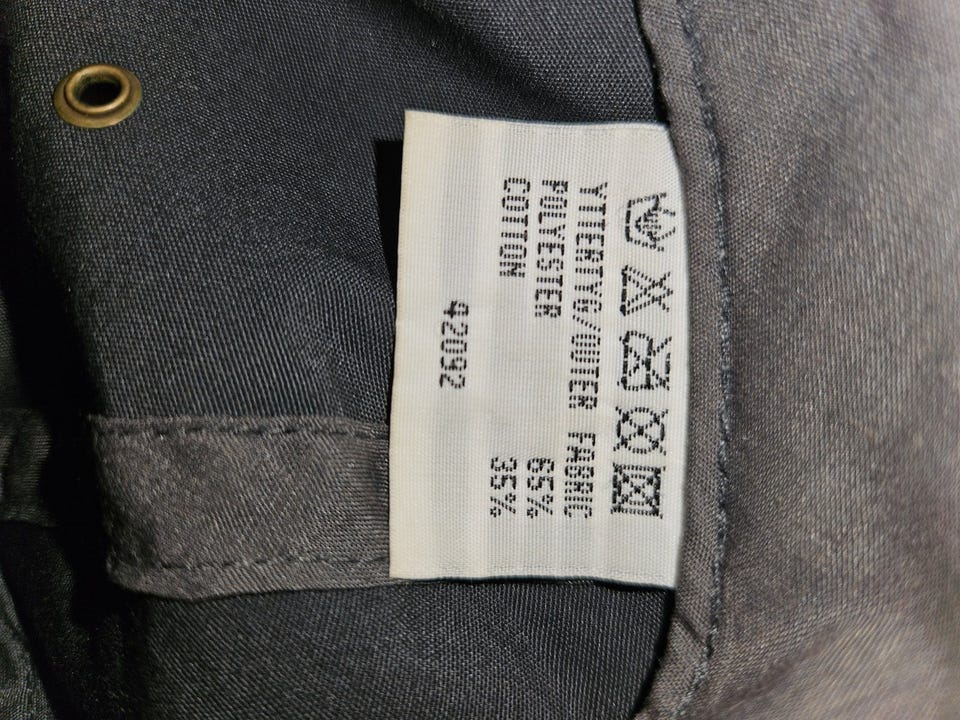 YTTERTYG/OUTER FABRIC
POLYESTER 65%
COTTON 35%
42092